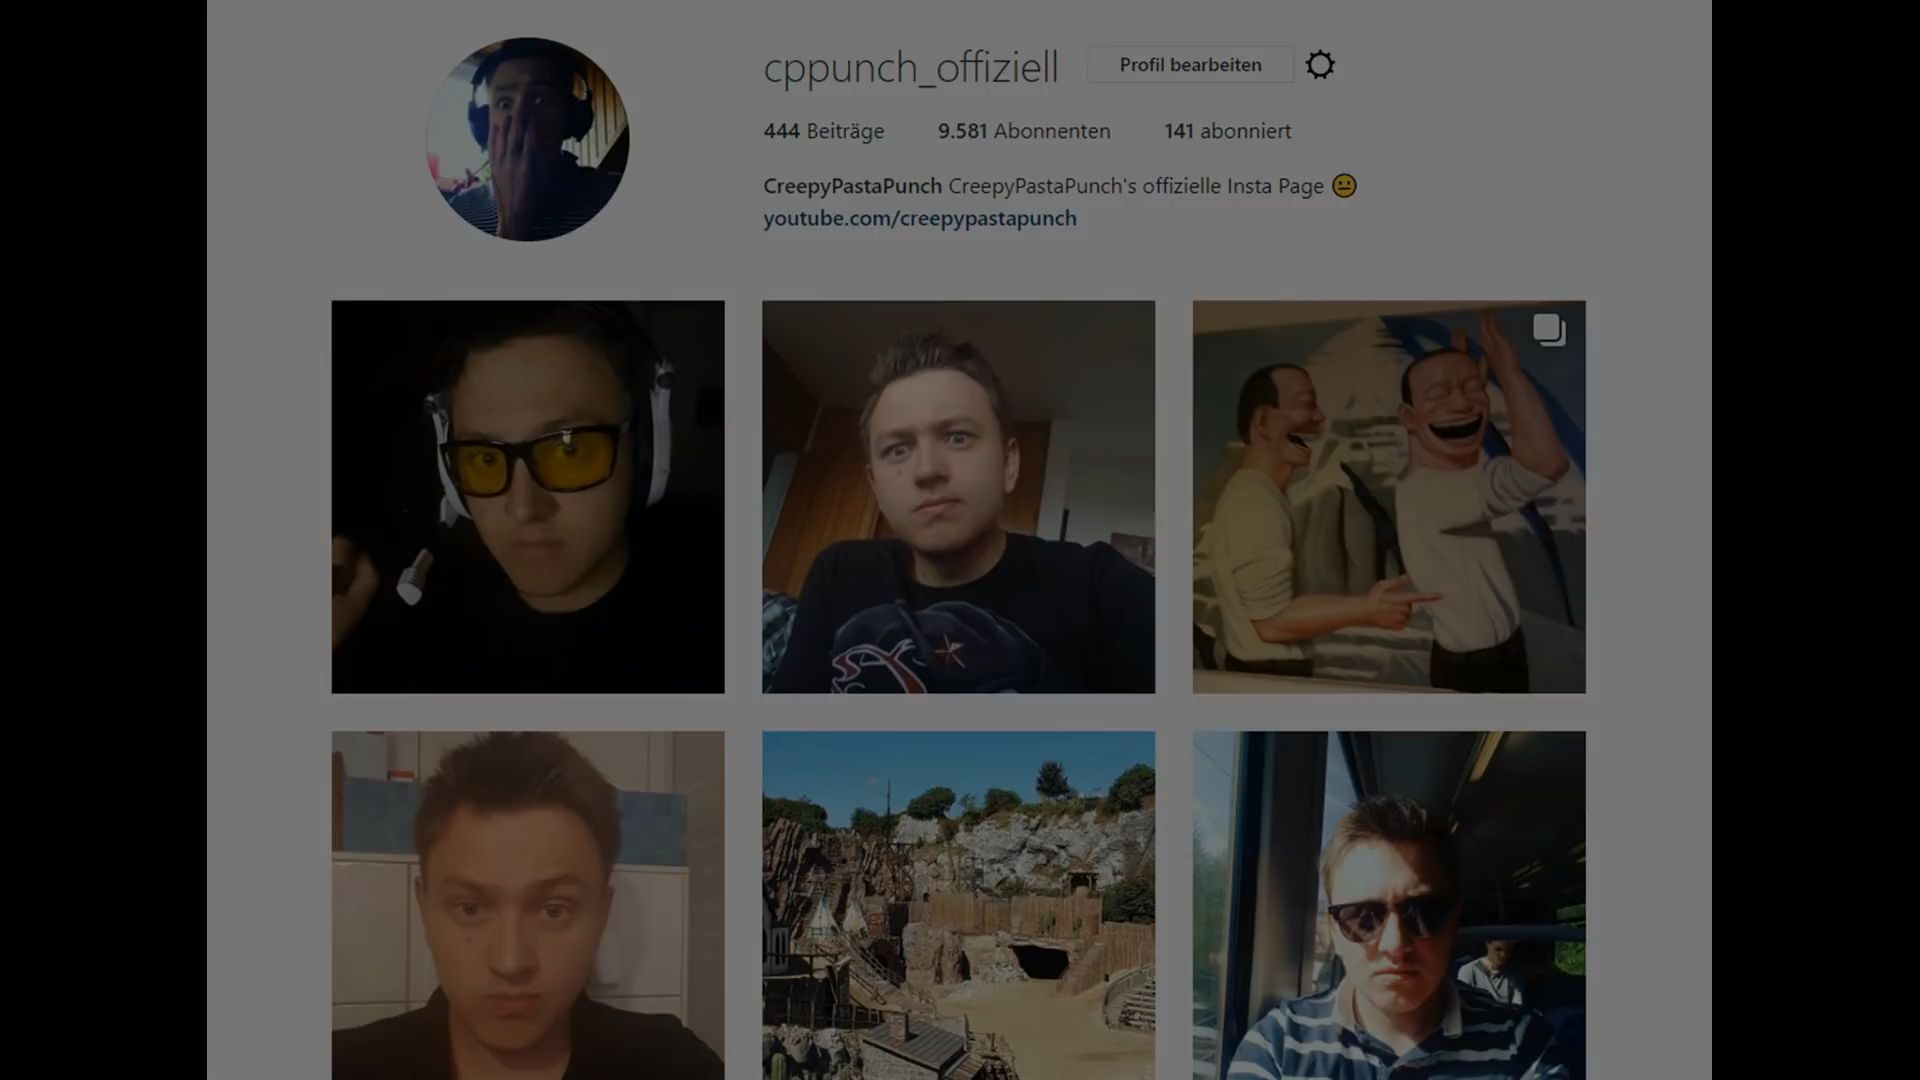 cppunch_offiziell Profil bearbeiten
444 Beiträge 9.581 Abonnenten 141 abonniert
CreepyPastaPunch CreepyPastaPunch's offizielle Insta Page 😐
youtube.com/creepypastapunch